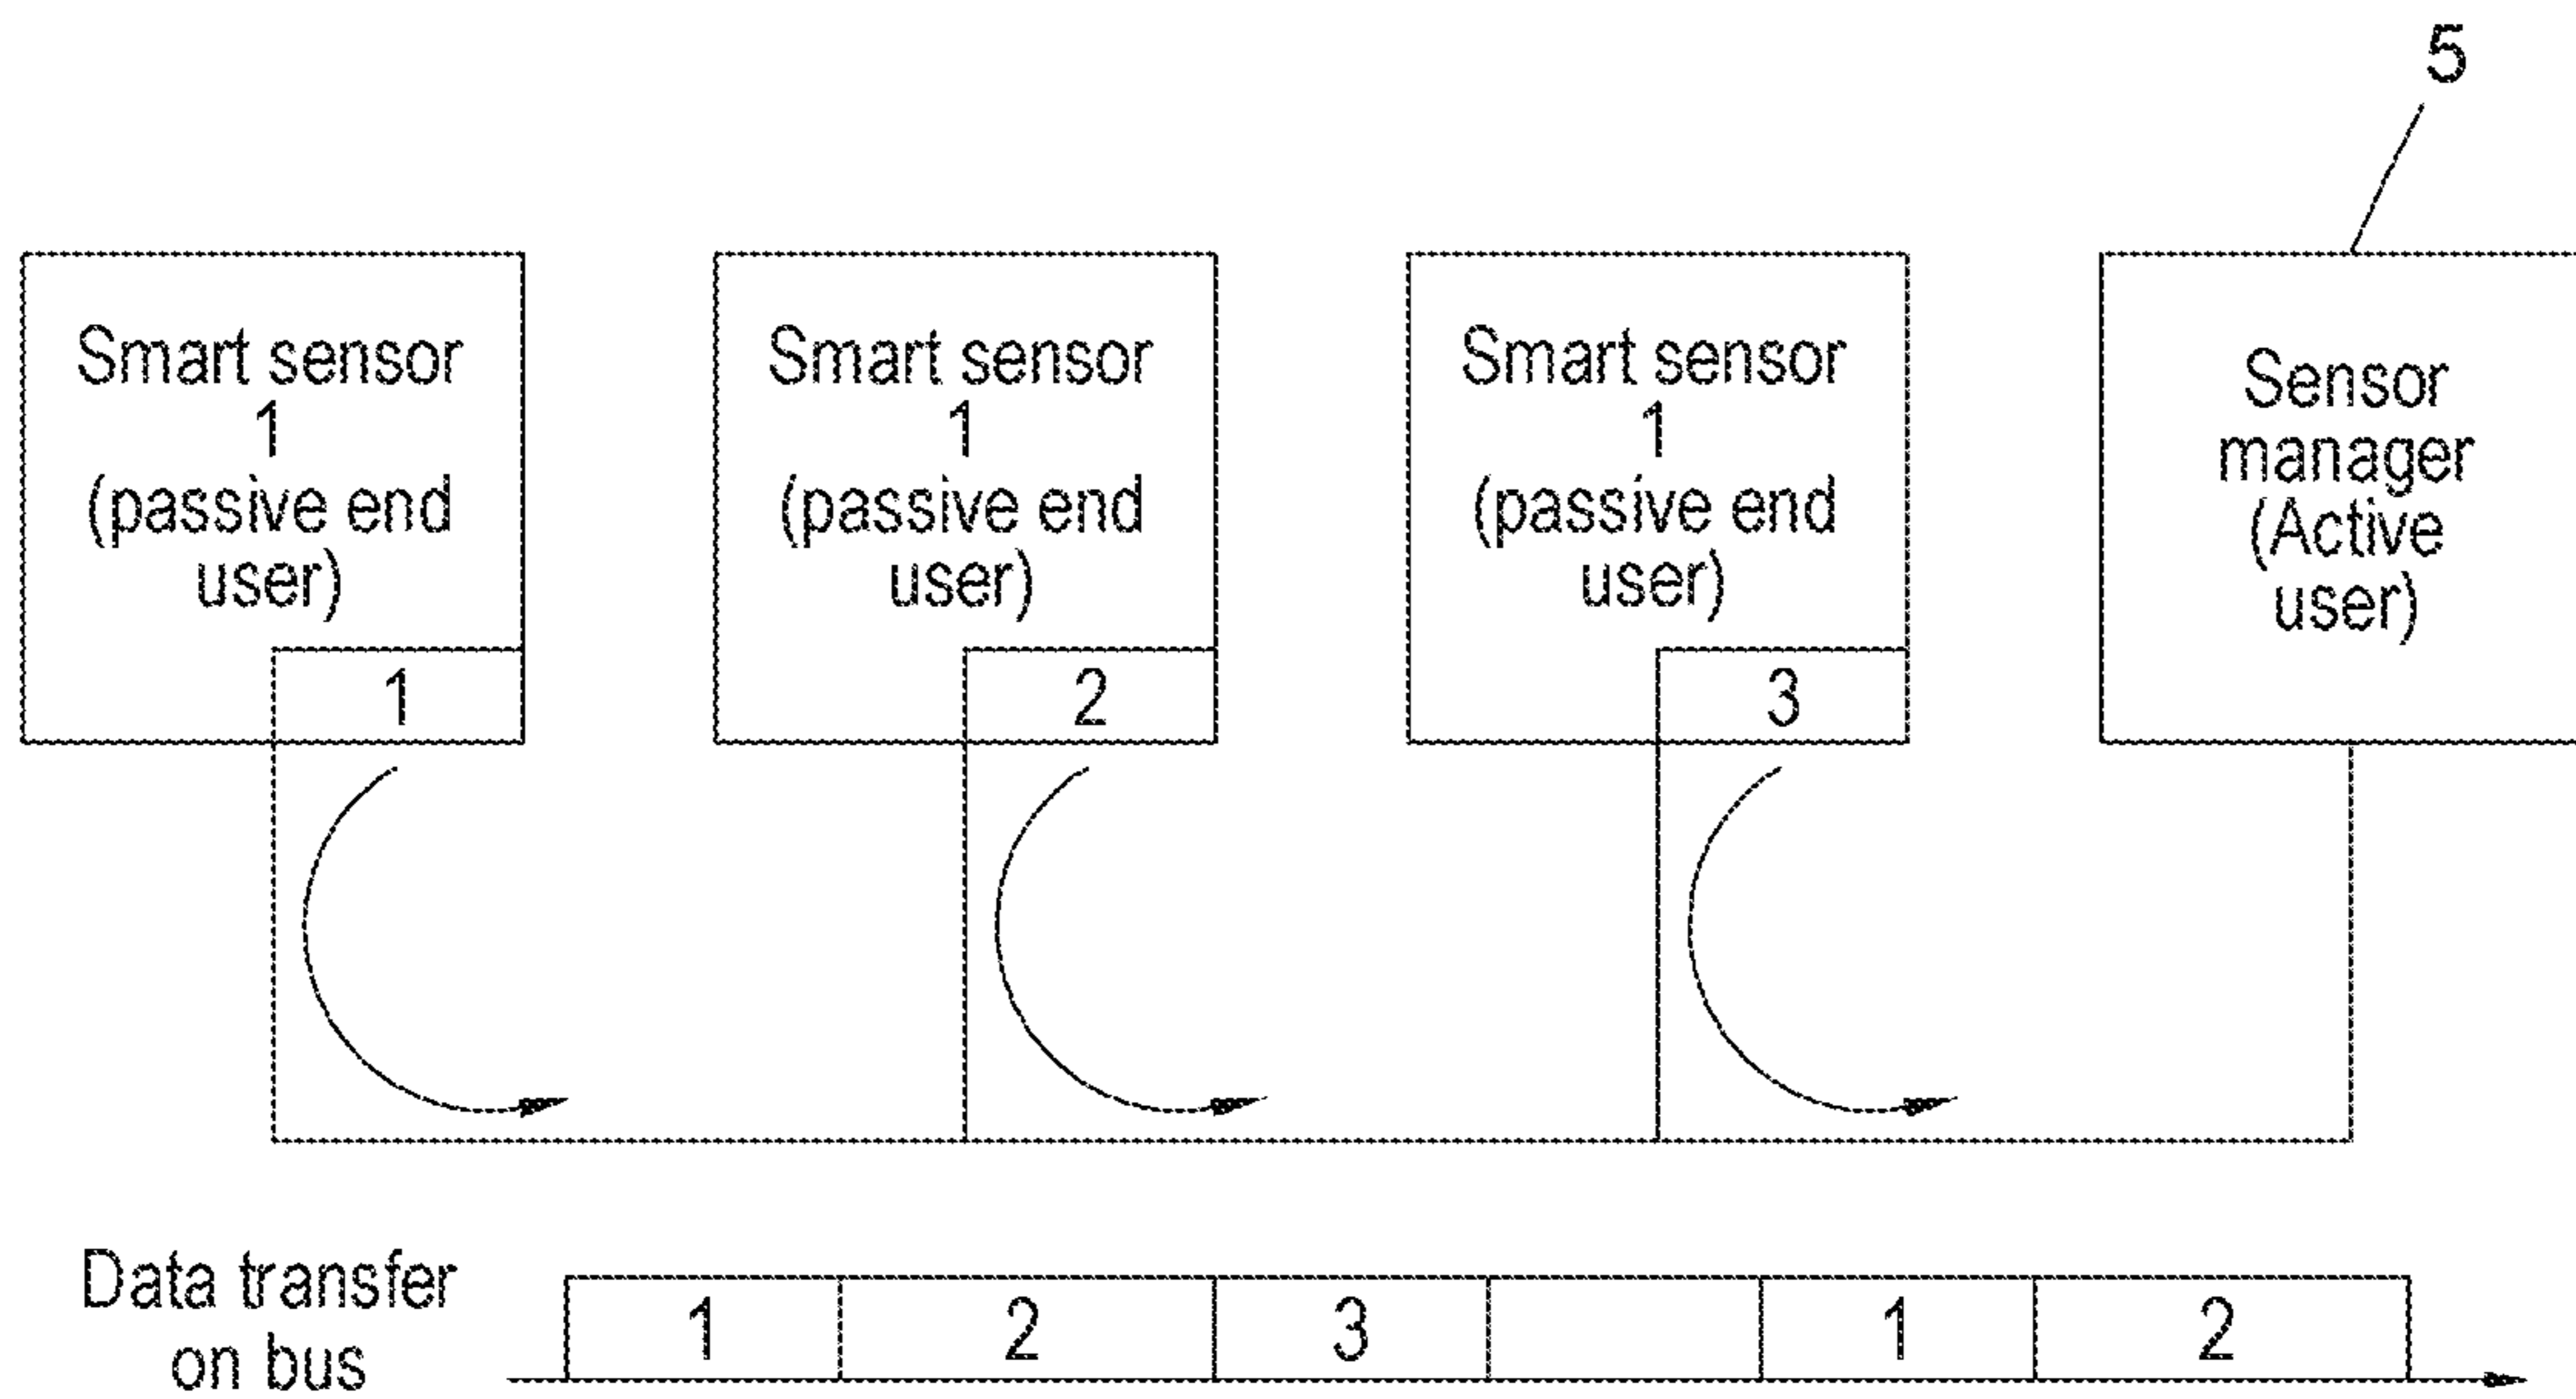 5
Smart sensor
1
(passive end
user)
1
Smart sensor
1
(passive end
user)
2
Smart sensor
1
(passive end
user)
3
Sensor
manager
(Active
user)
Data transfer
on bus
1 2 3 1 2